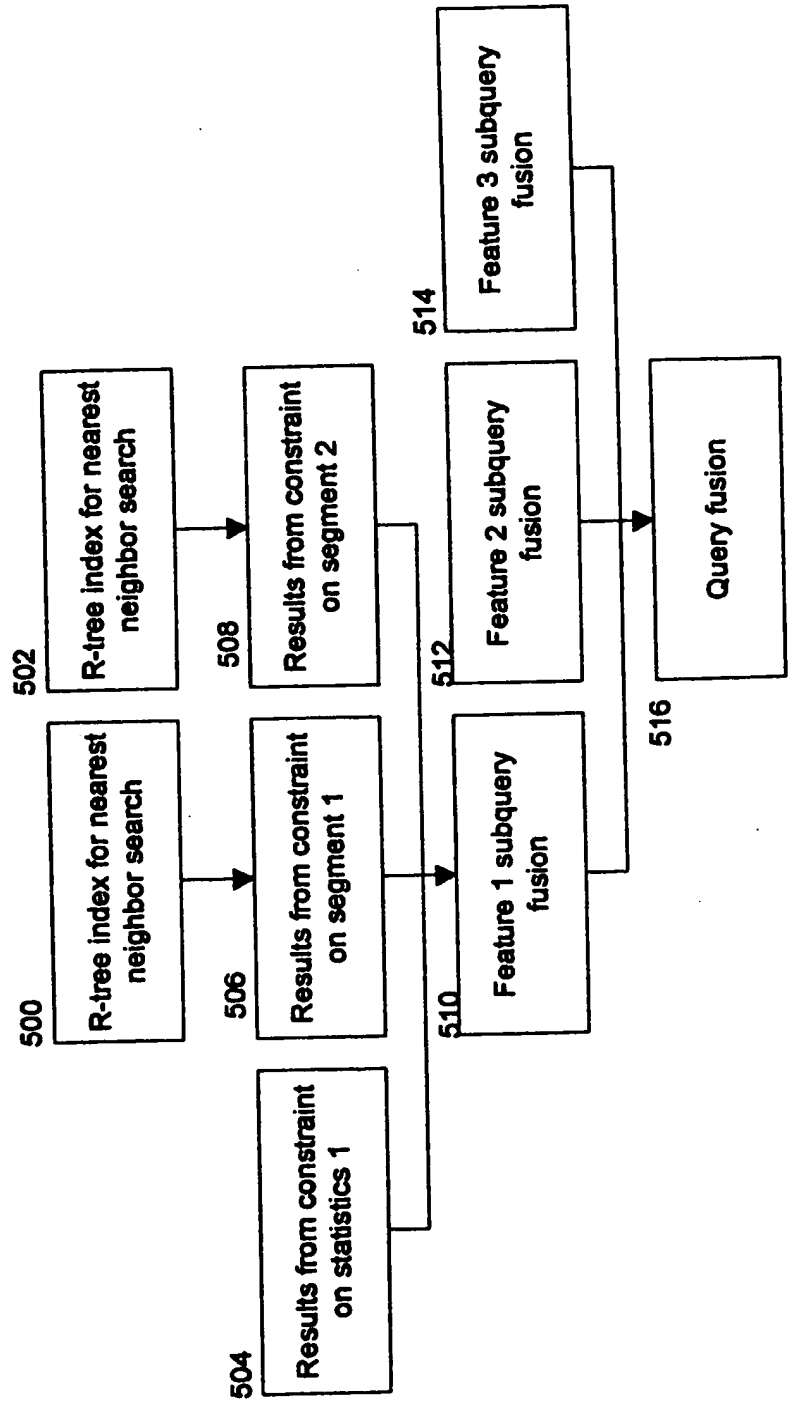 500
R-tree index for nearest
neighbor search
502
R-tree index for nearest
neighbor search
504
Results from constraint
on statistics 1
506
Results from constraint
on segment 1
508
Results from constraint
on segment 2
510
Feature 1 subquery
fusion
512
Feature 2 subquery
fusion
514
Feature 3 subquery
fusion
516
Query fusion